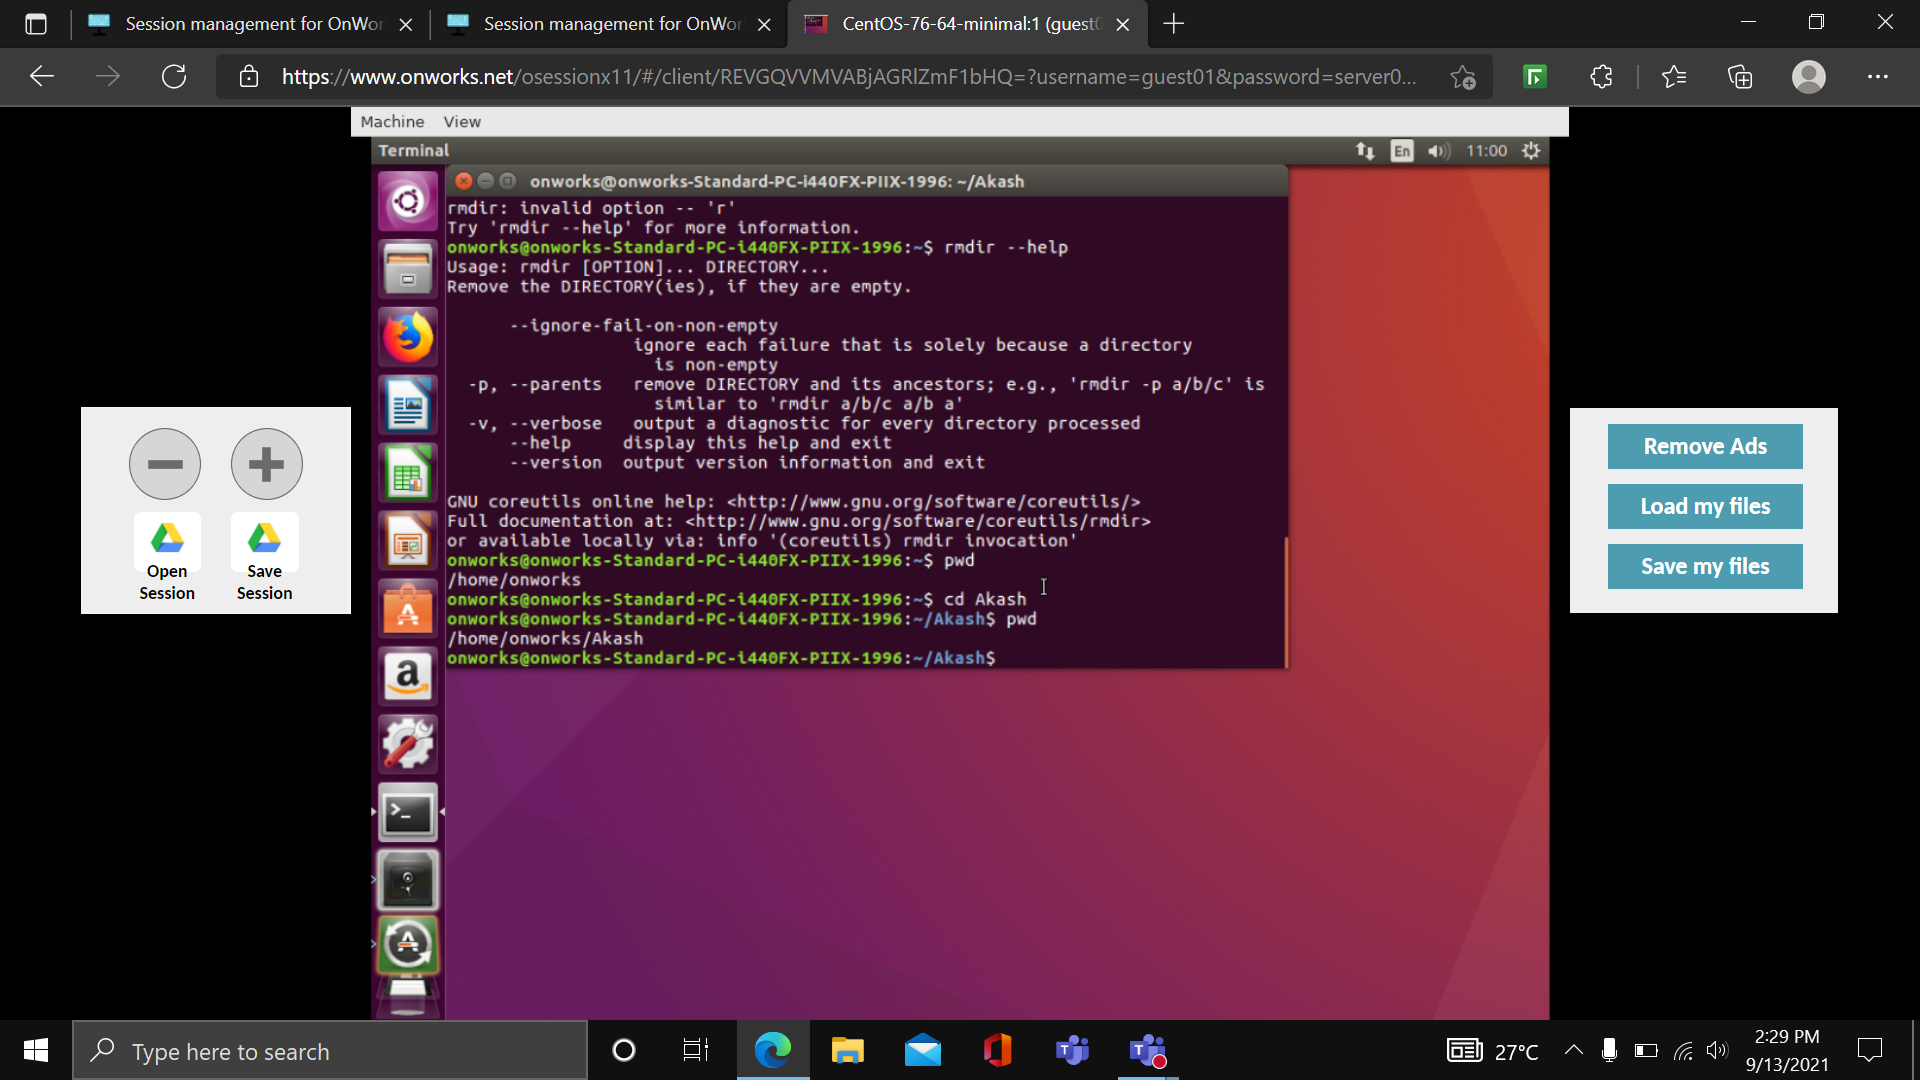 Session management for OnWor
Session management for OnWor
CentOS-76-64-minimal:1 (guest0
https://www.onworks.net/osessionx11/#/client/REVGQVVMVABjAGRlZmF1bHQ=?username=guest01&password=server0...
Machine View
Terminal
En
11:00
onworks@onworks-Standard-PC-i440FX-PIIX-1996: ~/Akash
rmdir: invalid option -- 'r'
Try 'rmdir --help' for more information.
onworks@onworks-Standard-PC-i440FX-PIIX-1996:~$ rmdir --help
Usage: rmdir [OPTION]... DIRECTORY...
Remove the DIRECTORY(ies), if they are empty.
--ignore-fail-on-non-empty
ignore each failure that is solely because a directory
is non-empty
-p, --parents remove DIRECTORY and its ancestors; e.g., 'rmdir -p a/b/c' is
similar to 'rmdir a/b/c a/b a'
-v, --verbose output a diagnostic for every directory processed
--help display this help and exit
--version output version information and exit
GNU coreutils online help: <http://www.gnu.org/software/coreutils/>
Full documentation at: <http://www.gnu.org/software/coreutils/rmdir>
or available locally via: info '(coreutils) rmdir invocation'
onworks@onworks-Standard-PC-i440FX-PIIX-1996:~$ pwd
/home/onworks
onworks@onworks-Standard-PC-i440FX-PIIX-1996:~$ cd Akash
onworks@onworks-Standard-PC-i440FX-PIIX-1996:~/Akash$ pwd
/home/onworks/Akash
onworks@onworks-Standard-PC-i440FX-PIIX-1996:~/Akash$
Open
Session
Save
Session
Remove Ads
Load my files
Save my files
Type here to search
27°C
2:29 PM
9/13/2021